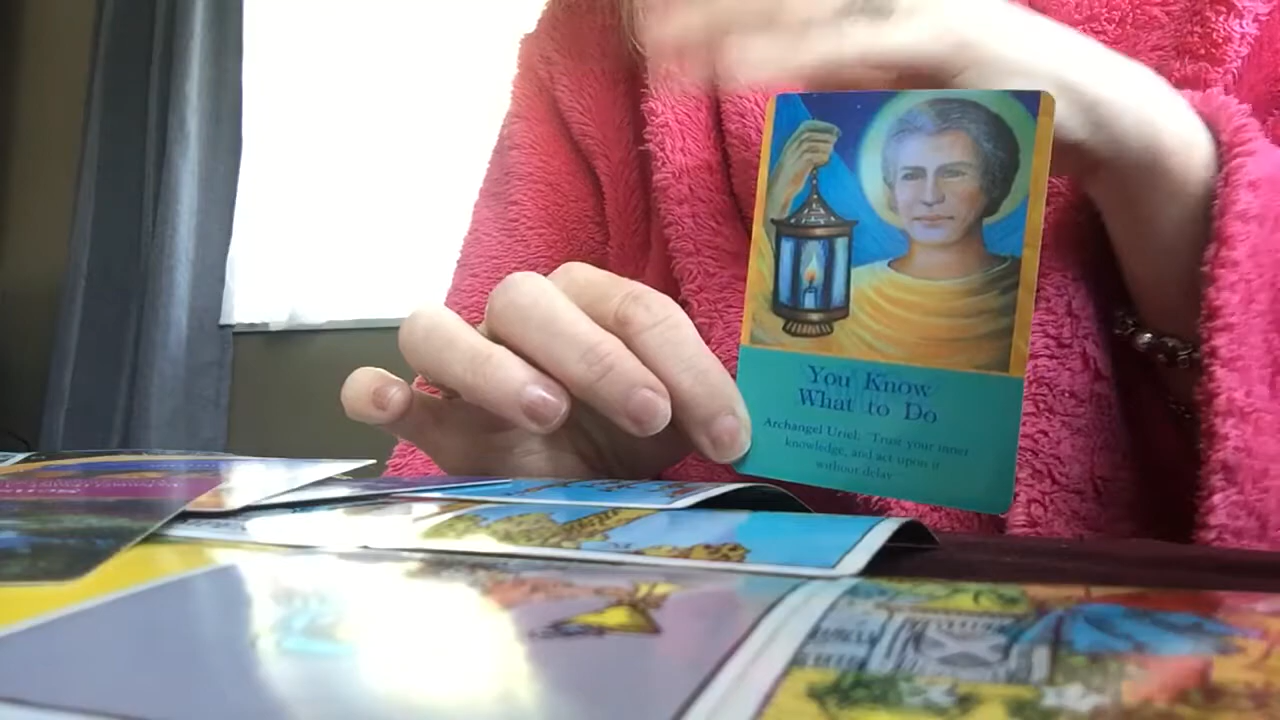 You Know
What to Do
Archangel Uriel: "Trust your inner
knowledge, and act upon it
without delay